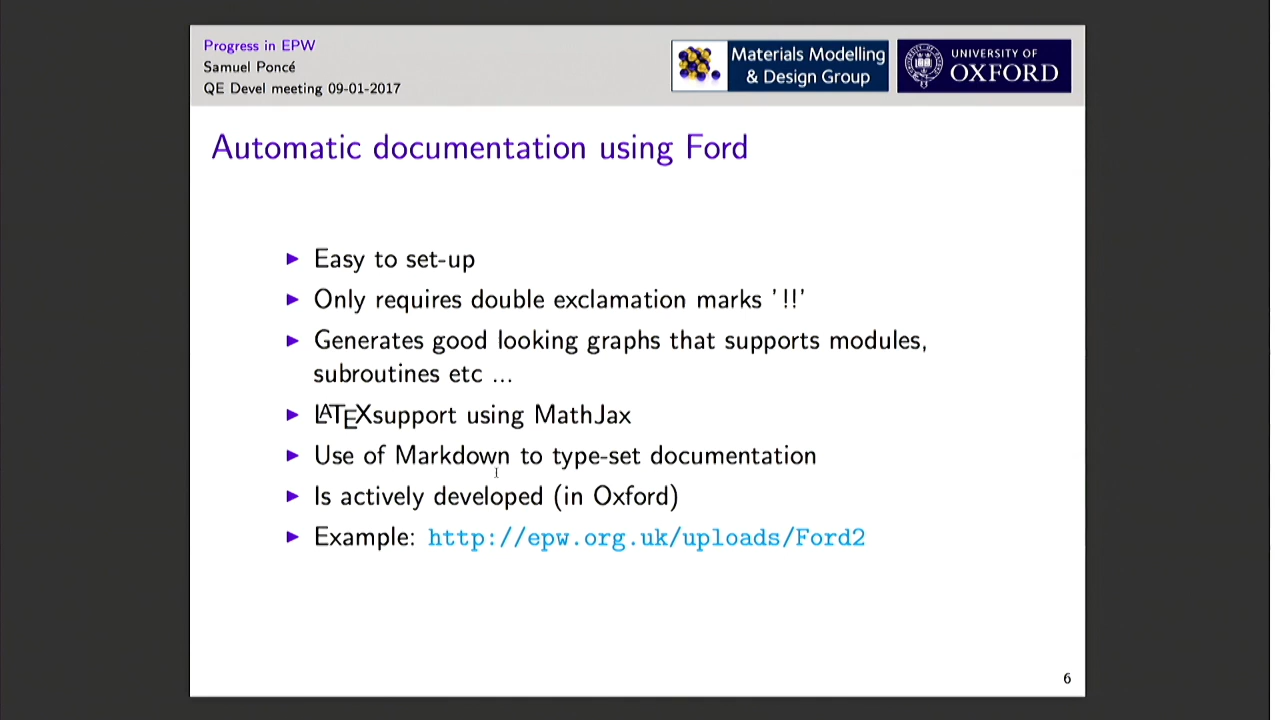 Progress in EPW
Samuel Poncé
QE Devel meeting 09-01-2017
Materials Modelling
& Design Group
UNIVERSITY OF
OXFORD
Automatic documentation using Ford
▶ Easy to set-up
▶ Only requires double exclamation marks '!!'
▶ Generates good looking graphs that supports modules,
subroutines etc ...
▶ LATEXsupport using MathJax
▶ Use of Markdown to type-set documentation
▶ Is actively developed (in Oxford)
▶ Example: http://epw.org.uk/uploads/Ford2
6